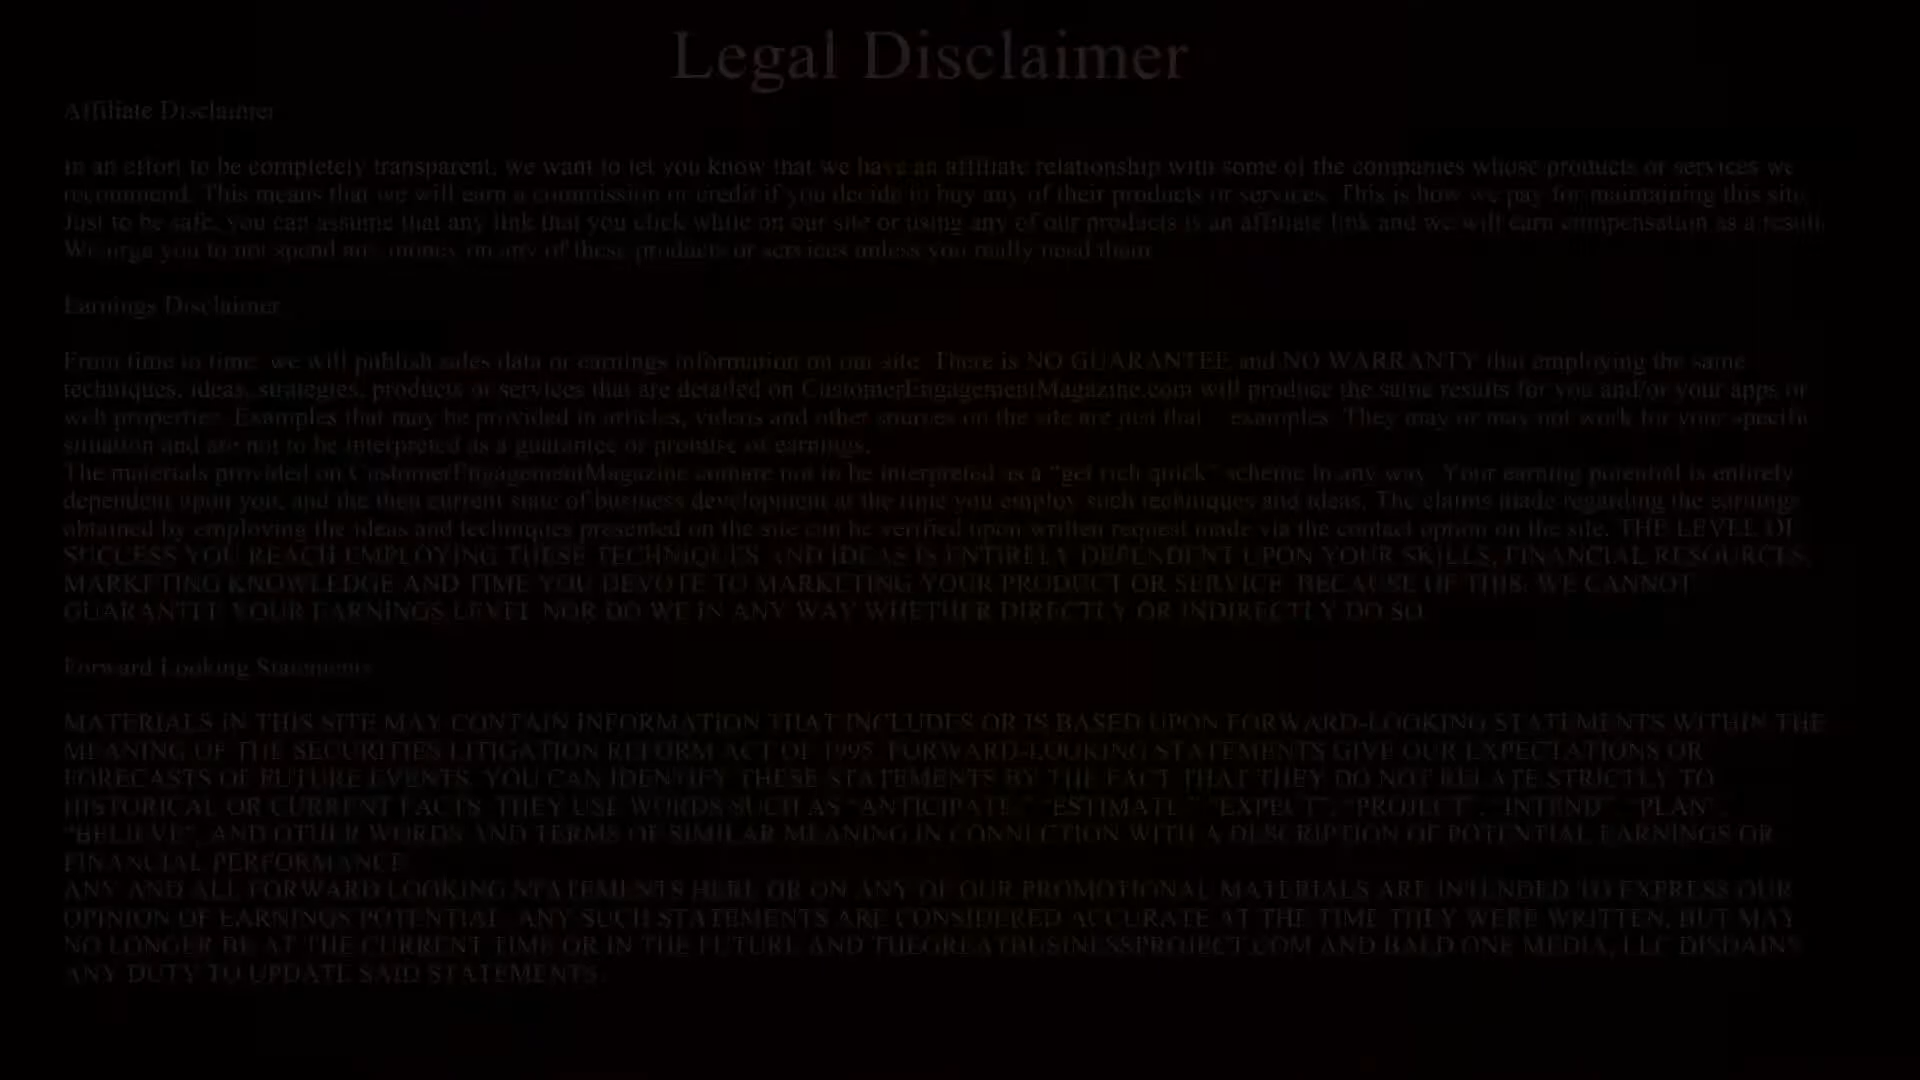 Legal Disclaimer
Affiliate Disclaimer
In an effort to be completely transparent, we want to let you know that we have an affiliate relationship with some of the companies whose products or services we
recommend. This means that we will earn a commission or credit if you decide to buy any of their products or services. This is how we pay for maintaining this site.
Just to be safe, you can assume that any link that you click while on our site or using any of our products is an affiliate link and we will earn compensation as a result.
We urge you to not spend any money on any of these products or services unless you really need them.
Earnings Disclaimer
From time to time, we will publish sales data or earnings information on our site. There is NO GUARANTEE and NO WARRANTY that employing the same
techniques, ideas, strategies, products or services that are detailed on CustomerEngagementMagazine.com will produce the same results for you and/or your apps or
web properties. Examples that may be provided in articles, videos and other sources on the site are just that – examples. They may or may not work for your specific
situation and are not to be interpreted as a guarantee or promise of earnings.
The materials provided on CustomerEngagementMagazine not to be interpreted as a "get rich quick" scheme in any way. Your earning potential is entirely
dependent upon you, and the then current state of business development at the time you employ such techniques and ideas. The claims made regarding the earnings
obtained by employing the ideas and techniques presented on the site can be verified upon written request made via the contact option on the site. THE LEVEL OF
SUCCESS YOU REACH EMPLOYING THESE TECHNIQUES AND IDEAS IS ENTIRELY DEPENDENT UPON YOUR SKILLS, FINANCIAL RESOURCES,
MARKETING KNOWLEDGE AND TIME YOU DEVOTE TO MARKETING YOUR PRODUCT OR SERVICE. BECAUSE OF THIS, WE CANNOT
GUARANTEE YOUR EARNINGS LEVEL NOR DO WE IN ANY WAY WHETHER DIRECTLY OR INDIRECTLY DO SO.
Forward Looking Statements
MATERIALS IN THIS SITE MAY CONTAIN INFORMATION THAT INCLUDES OR IS BASED UPON FORWARD-LOOKING STATEMENTS WITHIN THE
MEANING OF THE SECURITIES LITIGATION REFORM ACT OF 1995. FORWARD-LOOKING STATEMENTS GIVE OUR EXPECTATIONS OR
FORECASTS OF FUTURE EVENTS. YOU CAN IDENTIFY THESE STATEMENTS BY THE FACT THAT THEY DO NOT RELATE STRICTLY TO
HISTORICAL OR CURRENT FACTS. THEY USE WORDS SUCH AS "ANTICIPATE," "ESTIMATE," "EXPECT", "PROJECT", "INTEND", "PLAN",
"BELIEVE", AND OTHER WORDS AND TERMS OF SIMILAR MEANING IN CONNECTION WITH A DESCRIPTION OF POTENTIAL EARNINGS OR
FINANCIAL PERFORMANCE.
ANY AND ALL FORWARD LOOKING STATEMENTS HERE OR ON ANY OF OUR PROMOTIONAL MATERIALS ARE INTENDED TO EXPRESS OUR
OPINION OF EARNINGS POTENTIAL. ANY SUCH STATEMENTS ARE CONSIDERED ACCURATE AT THE TIME THEY WERE WRITTEN, BUT MAY
NO LONGER BE AT THE CURRENT TIME OR IN THE FUTURE AND THEGREATBUSINESSPROJECT.COM AND BALD ONE MEDIA, LLC DISDAINS
ANY DUTY TO UPDATE SAID STATEMENTS.